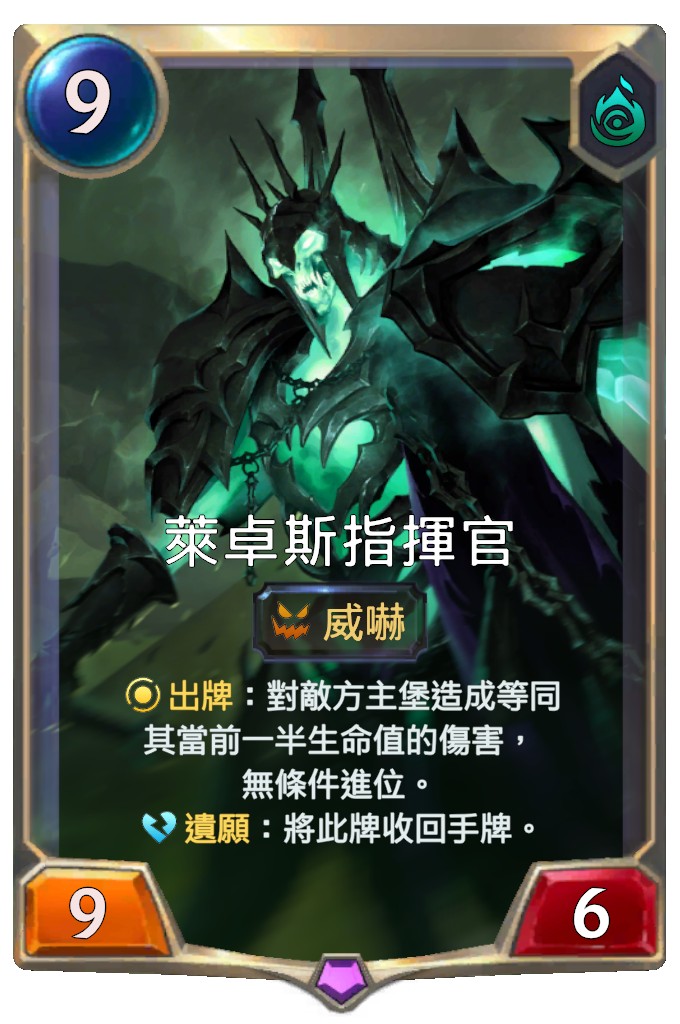 9
萊卓斯指揮官
威嚇
出牌：對敵方主堡造成等同
其當前一半生命值的傷害，
無條件進位。
遺願：將此牌收回手牌。
9
6